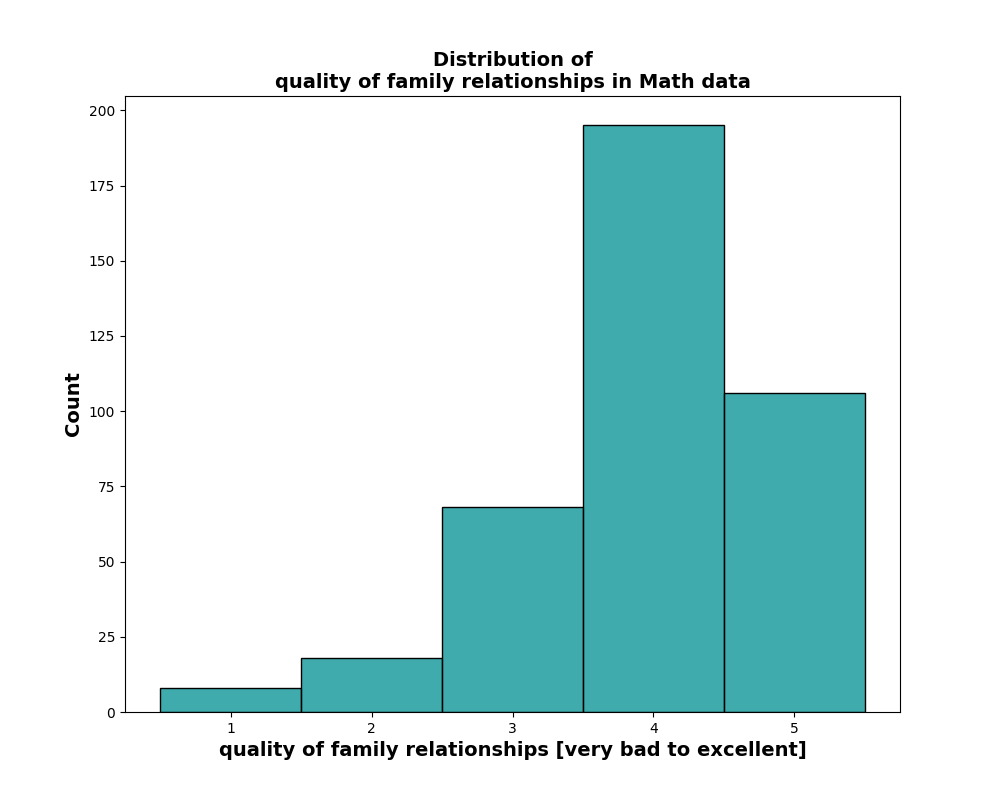 Distribution of
quality of family relationships in Math data
200
175
150
125
100
75
50
25
0
Count
1 2 3 4 5
quality of family relationships [very bad to excellent]